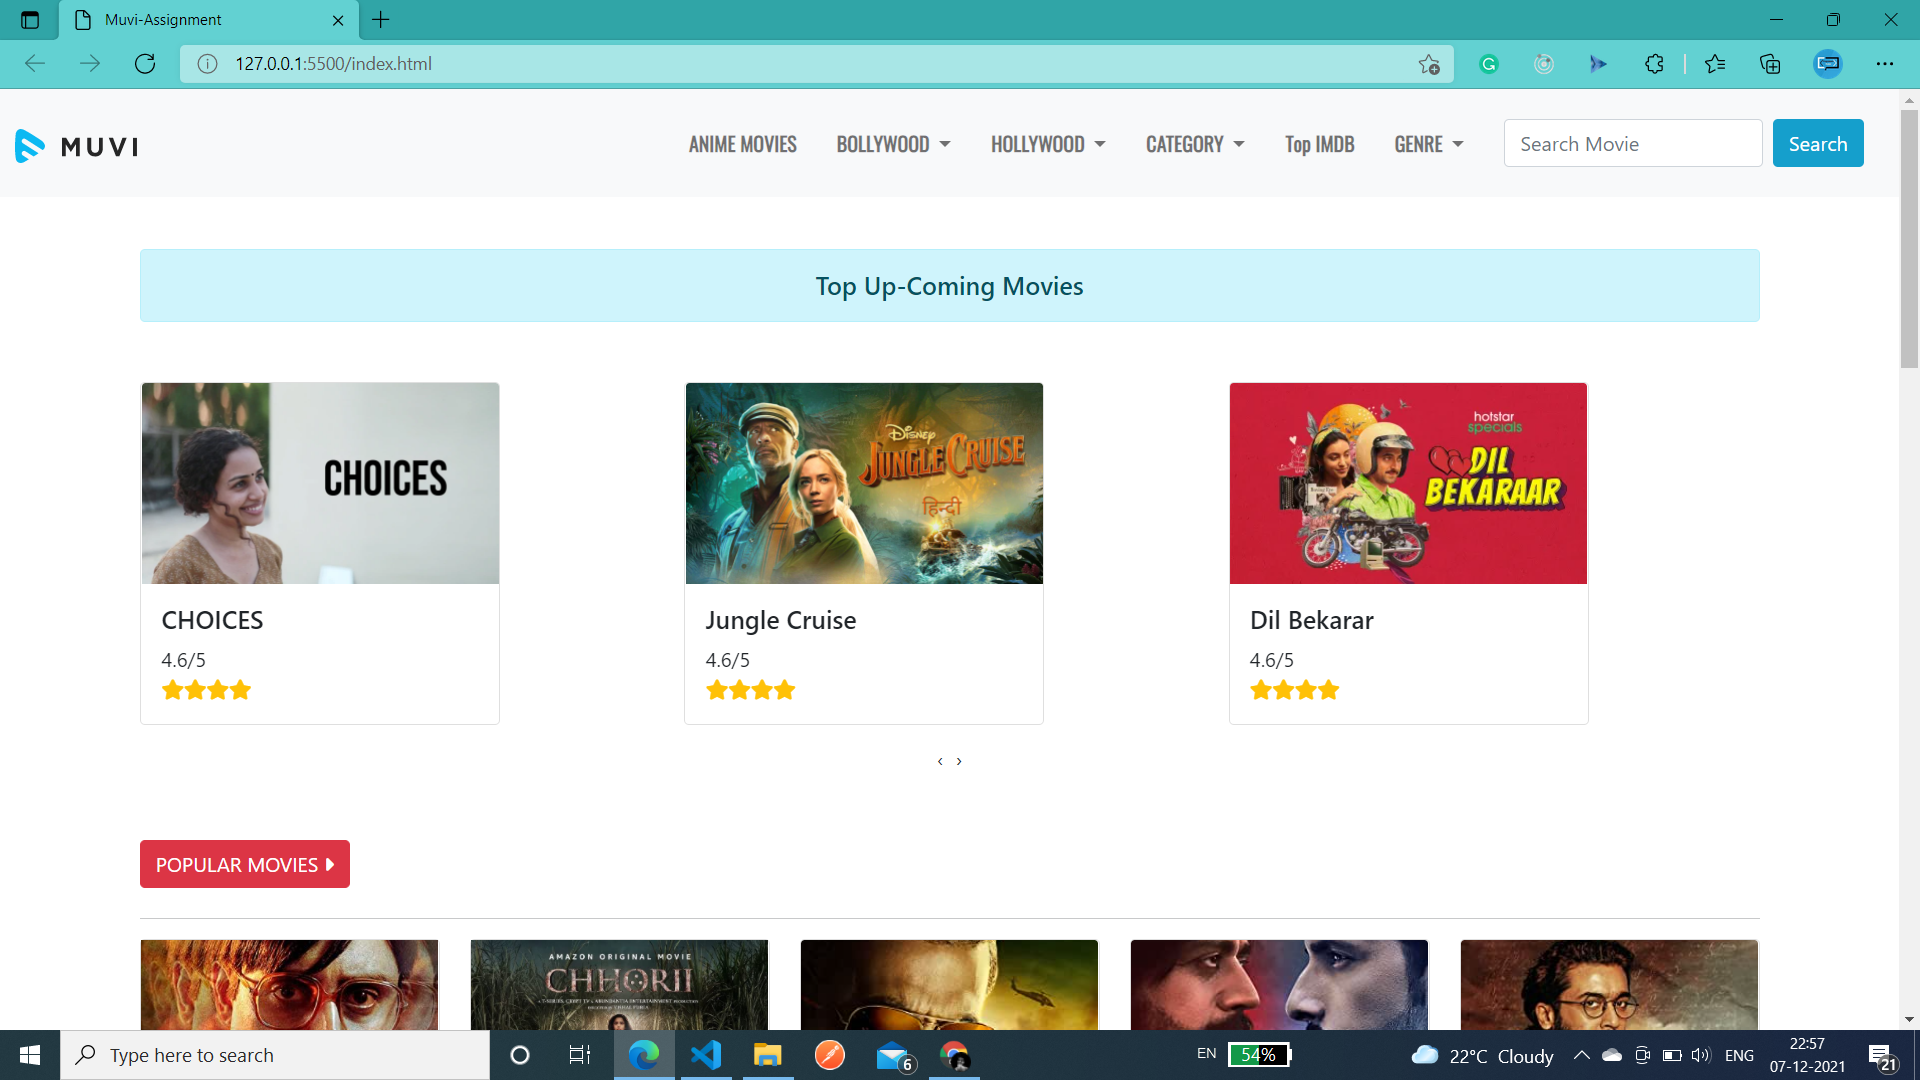 Muvi-Assignment
127.0.0.1:5500/index.html
MUVI
ANIME MOVIES
BOLLYWOOD
HOLLYWOOD
CATEGORY
Top IMDB
GENRE
Search Movie
Search
Top Up-Coming Movies
CHOICES
DISNEY
JUNGLE CRUISE
हिन्दी
hotstar
specials
DIL
BEKARAAR
CHOICES
4.6/5
Jungle Cruise
4.6/5
Dil Bekarar
4.6/5
‹ ›
POPULAR MOVIES
AMAZON ORIGINAL MOVIE
CHHORII
Type here to search
6
EN
54%
22°C Cloudy
ENG
22:57
07-12-2021
21